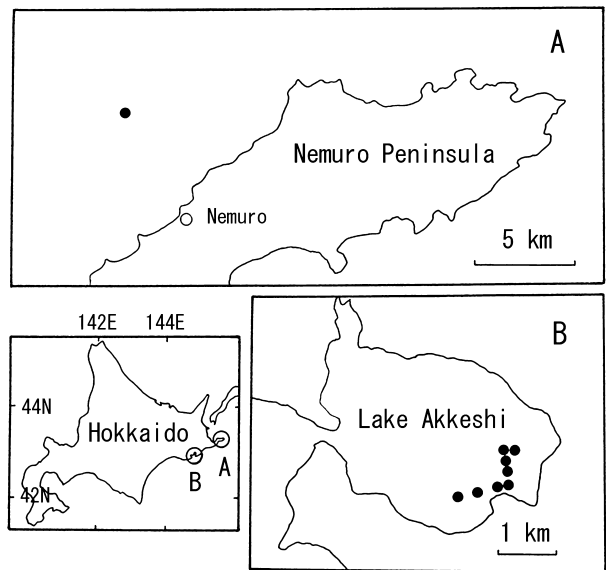 A
Nemuro Peninsula
Nemuro
5 km
142E 144E
44N
Hokkaido
B A
42N
B
Lake Akkeshi
1 km